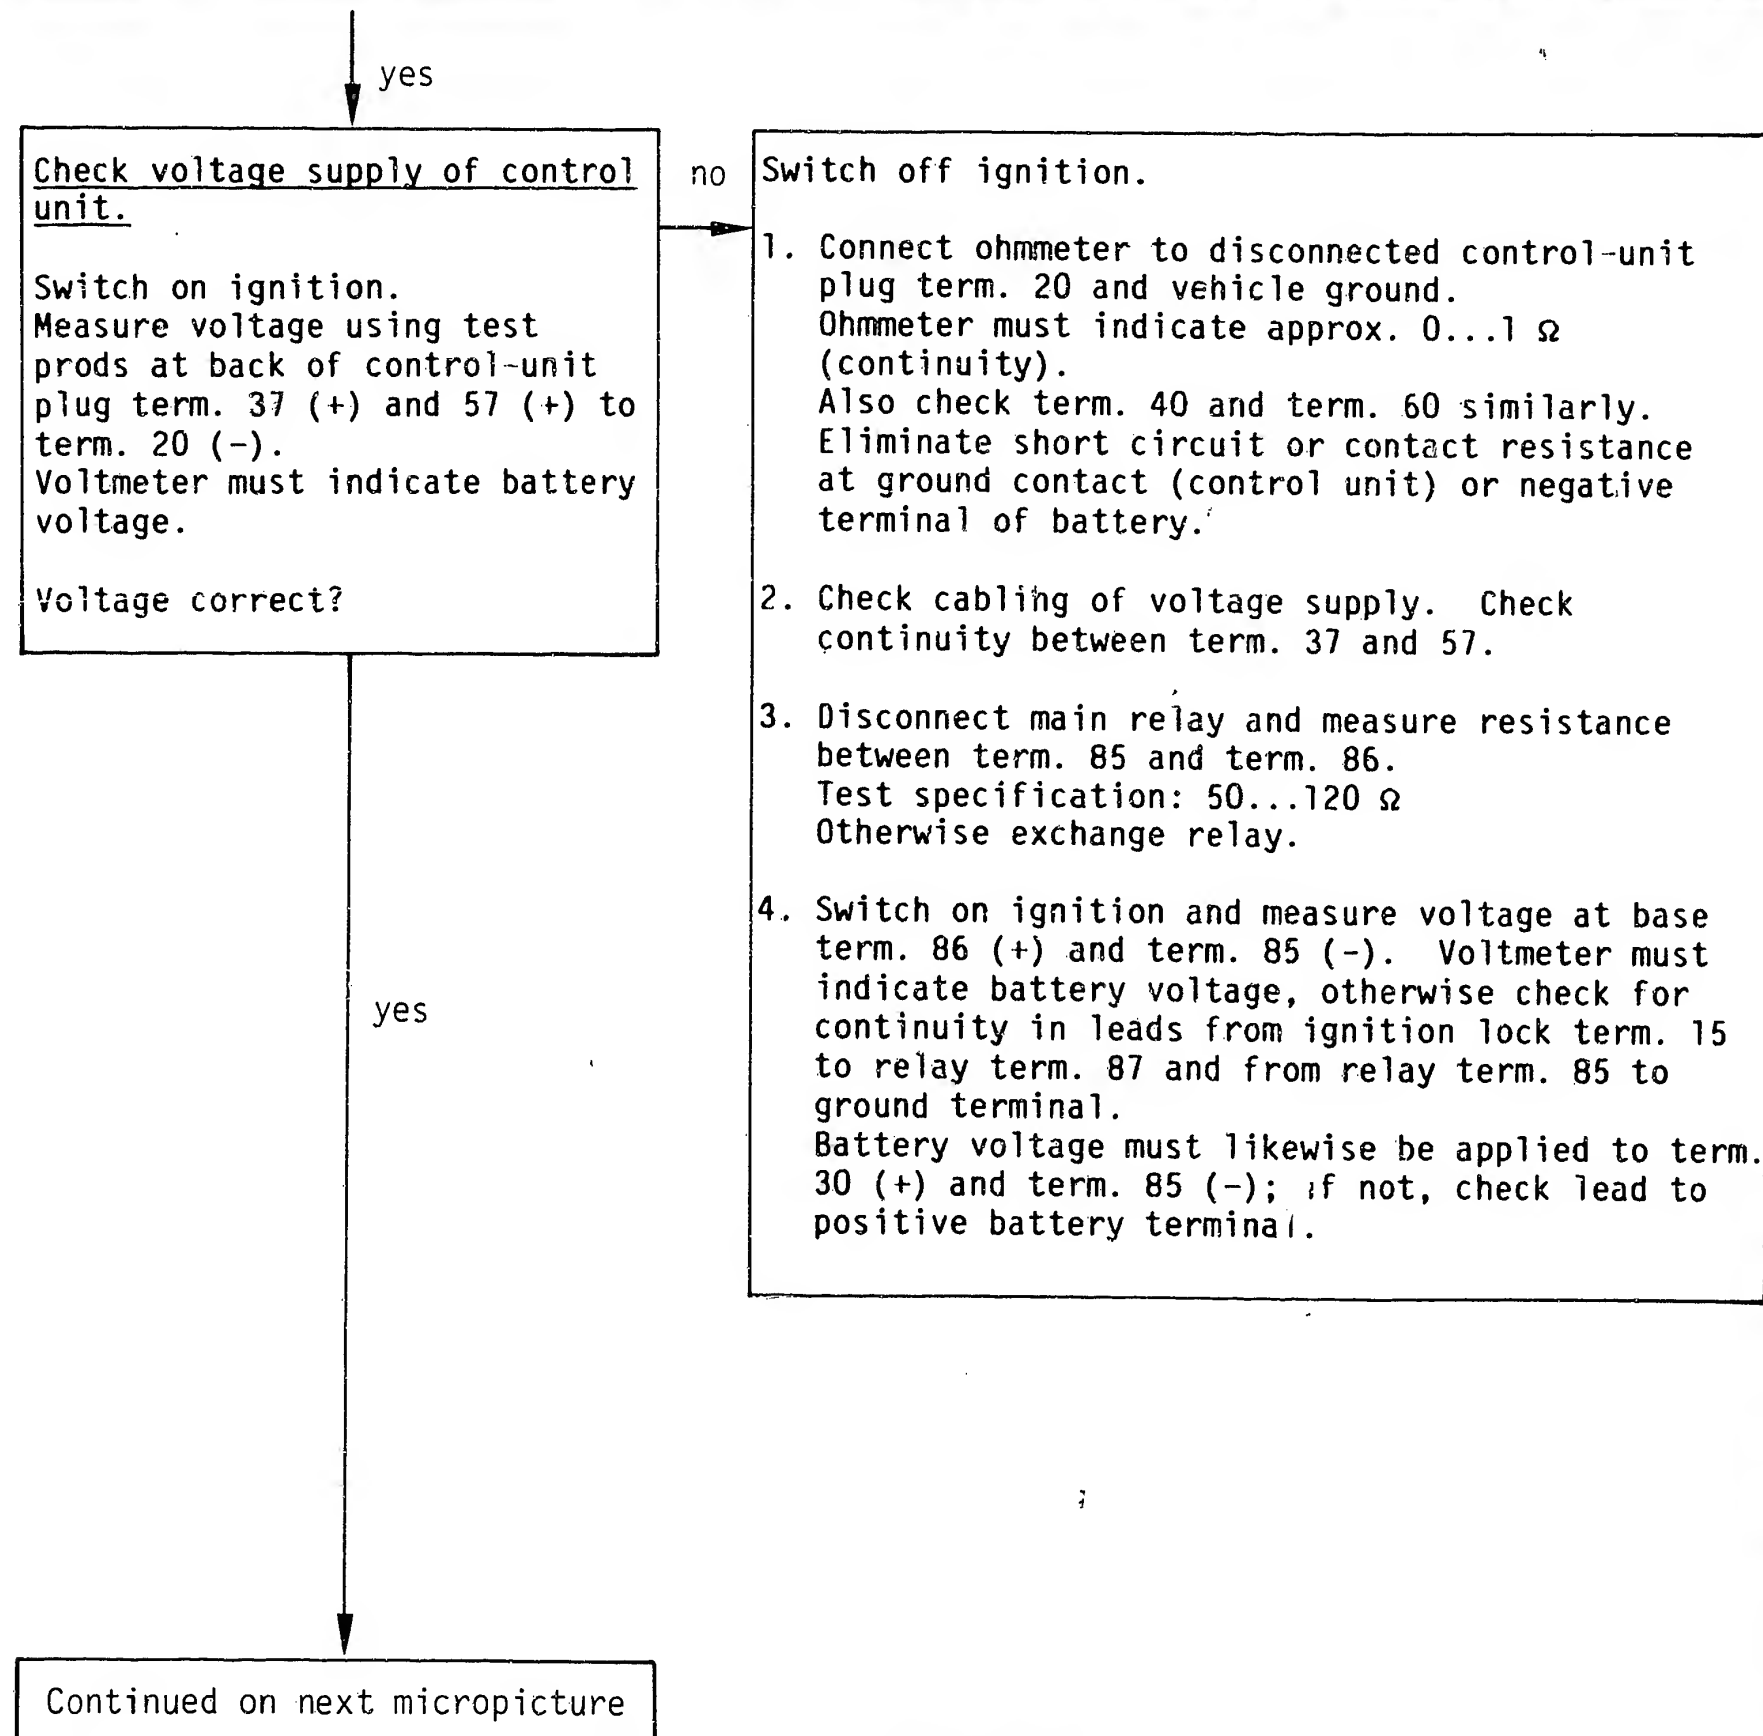 yes
Check voltage supply of control
unit.
Switch on ignition.
Measure voltage using test
prods at back of control-unit
plug term. 37 (+) and 57 (+) to
term. 20 (-).
Voltmeter must indicate battery
voltage.
Voltage correct?
no
Switch off ignition.
1. Connect ohmmeter to disconnected control-unit
plug term. 20 and vehicle ground.
Ohmmeter must indicate approx. 0...1 Ω
(continuity).
Also check term. 40 and term. 60 similarly.
Eliminate short circuit or contact resistance
at ground contact (control unit) or negative
terminal of battery.
2. Check cabling of voltage supply. Check
continuity between term. 37 and 57.
3. Disconnect main relay and measure resistance
between term. 85 and term. 86.
Test specification: 50...120 Ω
Otherwise exchange relay.
4. Switch on ignition and measure voltage at base
term. 86 (+) and term. 85 (-). Voltmeter must
indicate battery voltage, otherwise check for
continuity in leads from ignition lock term. 15
to relay term. 87 and from relay term. 85 to
ground terminal.
Battery voltage must likewise be applied to term.
30 (+) and term. 85 (-); if not, check lead to
positive battery terminal.
yes
Continued on next micropicture